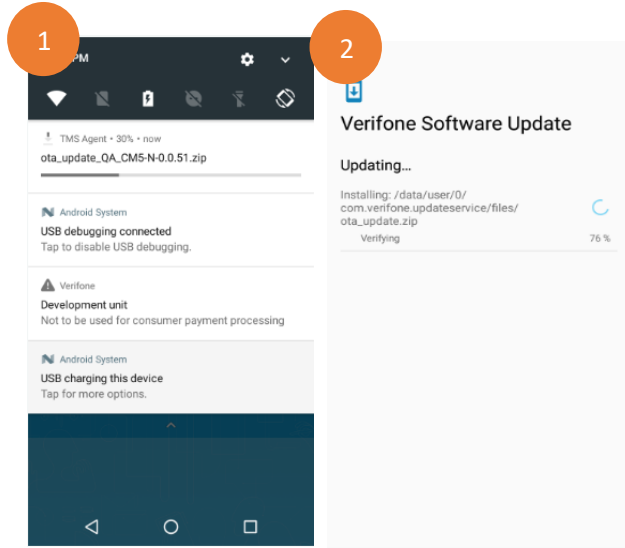 1
PM
TMS Agent • 30% • now
ota_update_QA_CM5-N-0.0.51.zip
Android System
USB debugging connected
Tap to disable USB debugging.
Verifone
Development unit
Not to be used for consumer payment processing
Android System
USB charging this device
Tap for more options.
2
Verifone Software Update
Updating...
Installing: /data/user/0/
com.verifone.updateservice/files/
ota_update.zip
Verifying 76 %